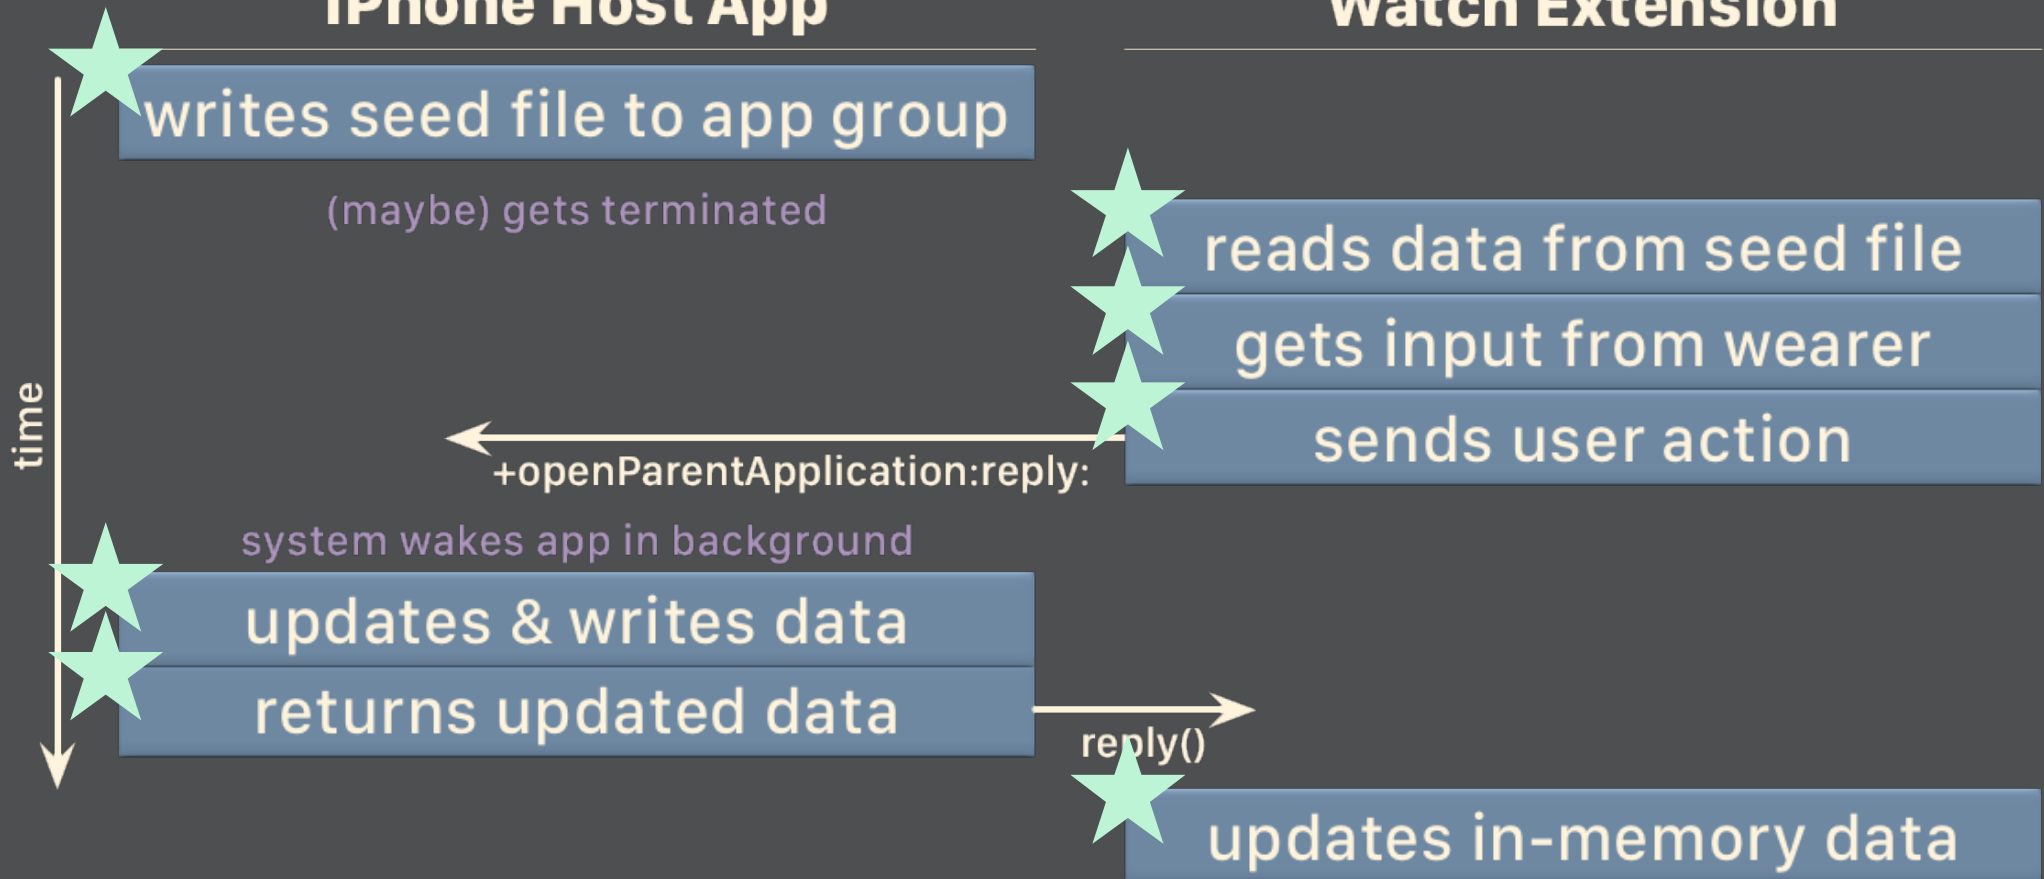 iPhone Host App
Watch Extension
writes seed file to app group
(maybe) gets terminated
reads data from seed file
gets input from wearer
sends user action
time
+openParentApplication:reply:
system wakes app in background
updates & writes data
returns updated data
reply()
updates in-memory data